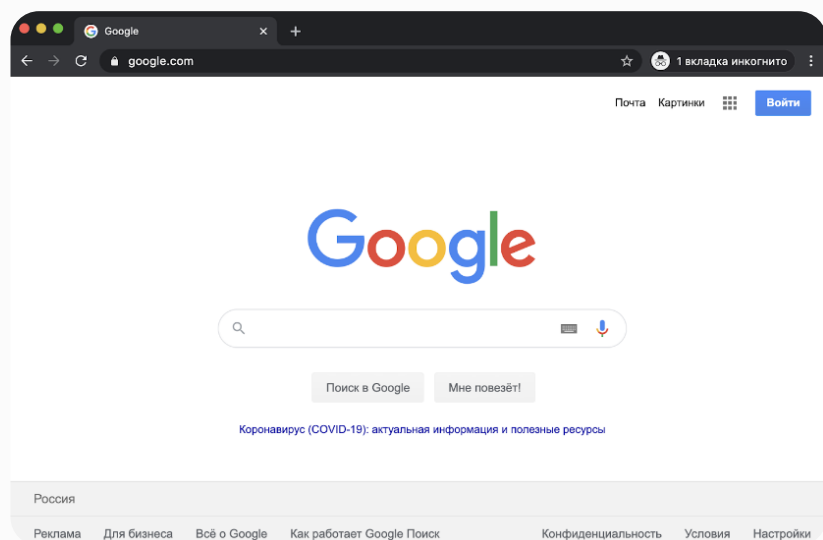 Google
google.com
1 вкладка инкогнито
Почта Картинки Войти
Google
Поиск в Google Мне повезёт!
Коронавирус (COVID-19): актуальная информация и полезные ресурсы
Россия
Реклама Для бизнеса Всё о Google Как работает Google Поиск Конфиденциальность Условия Настройки